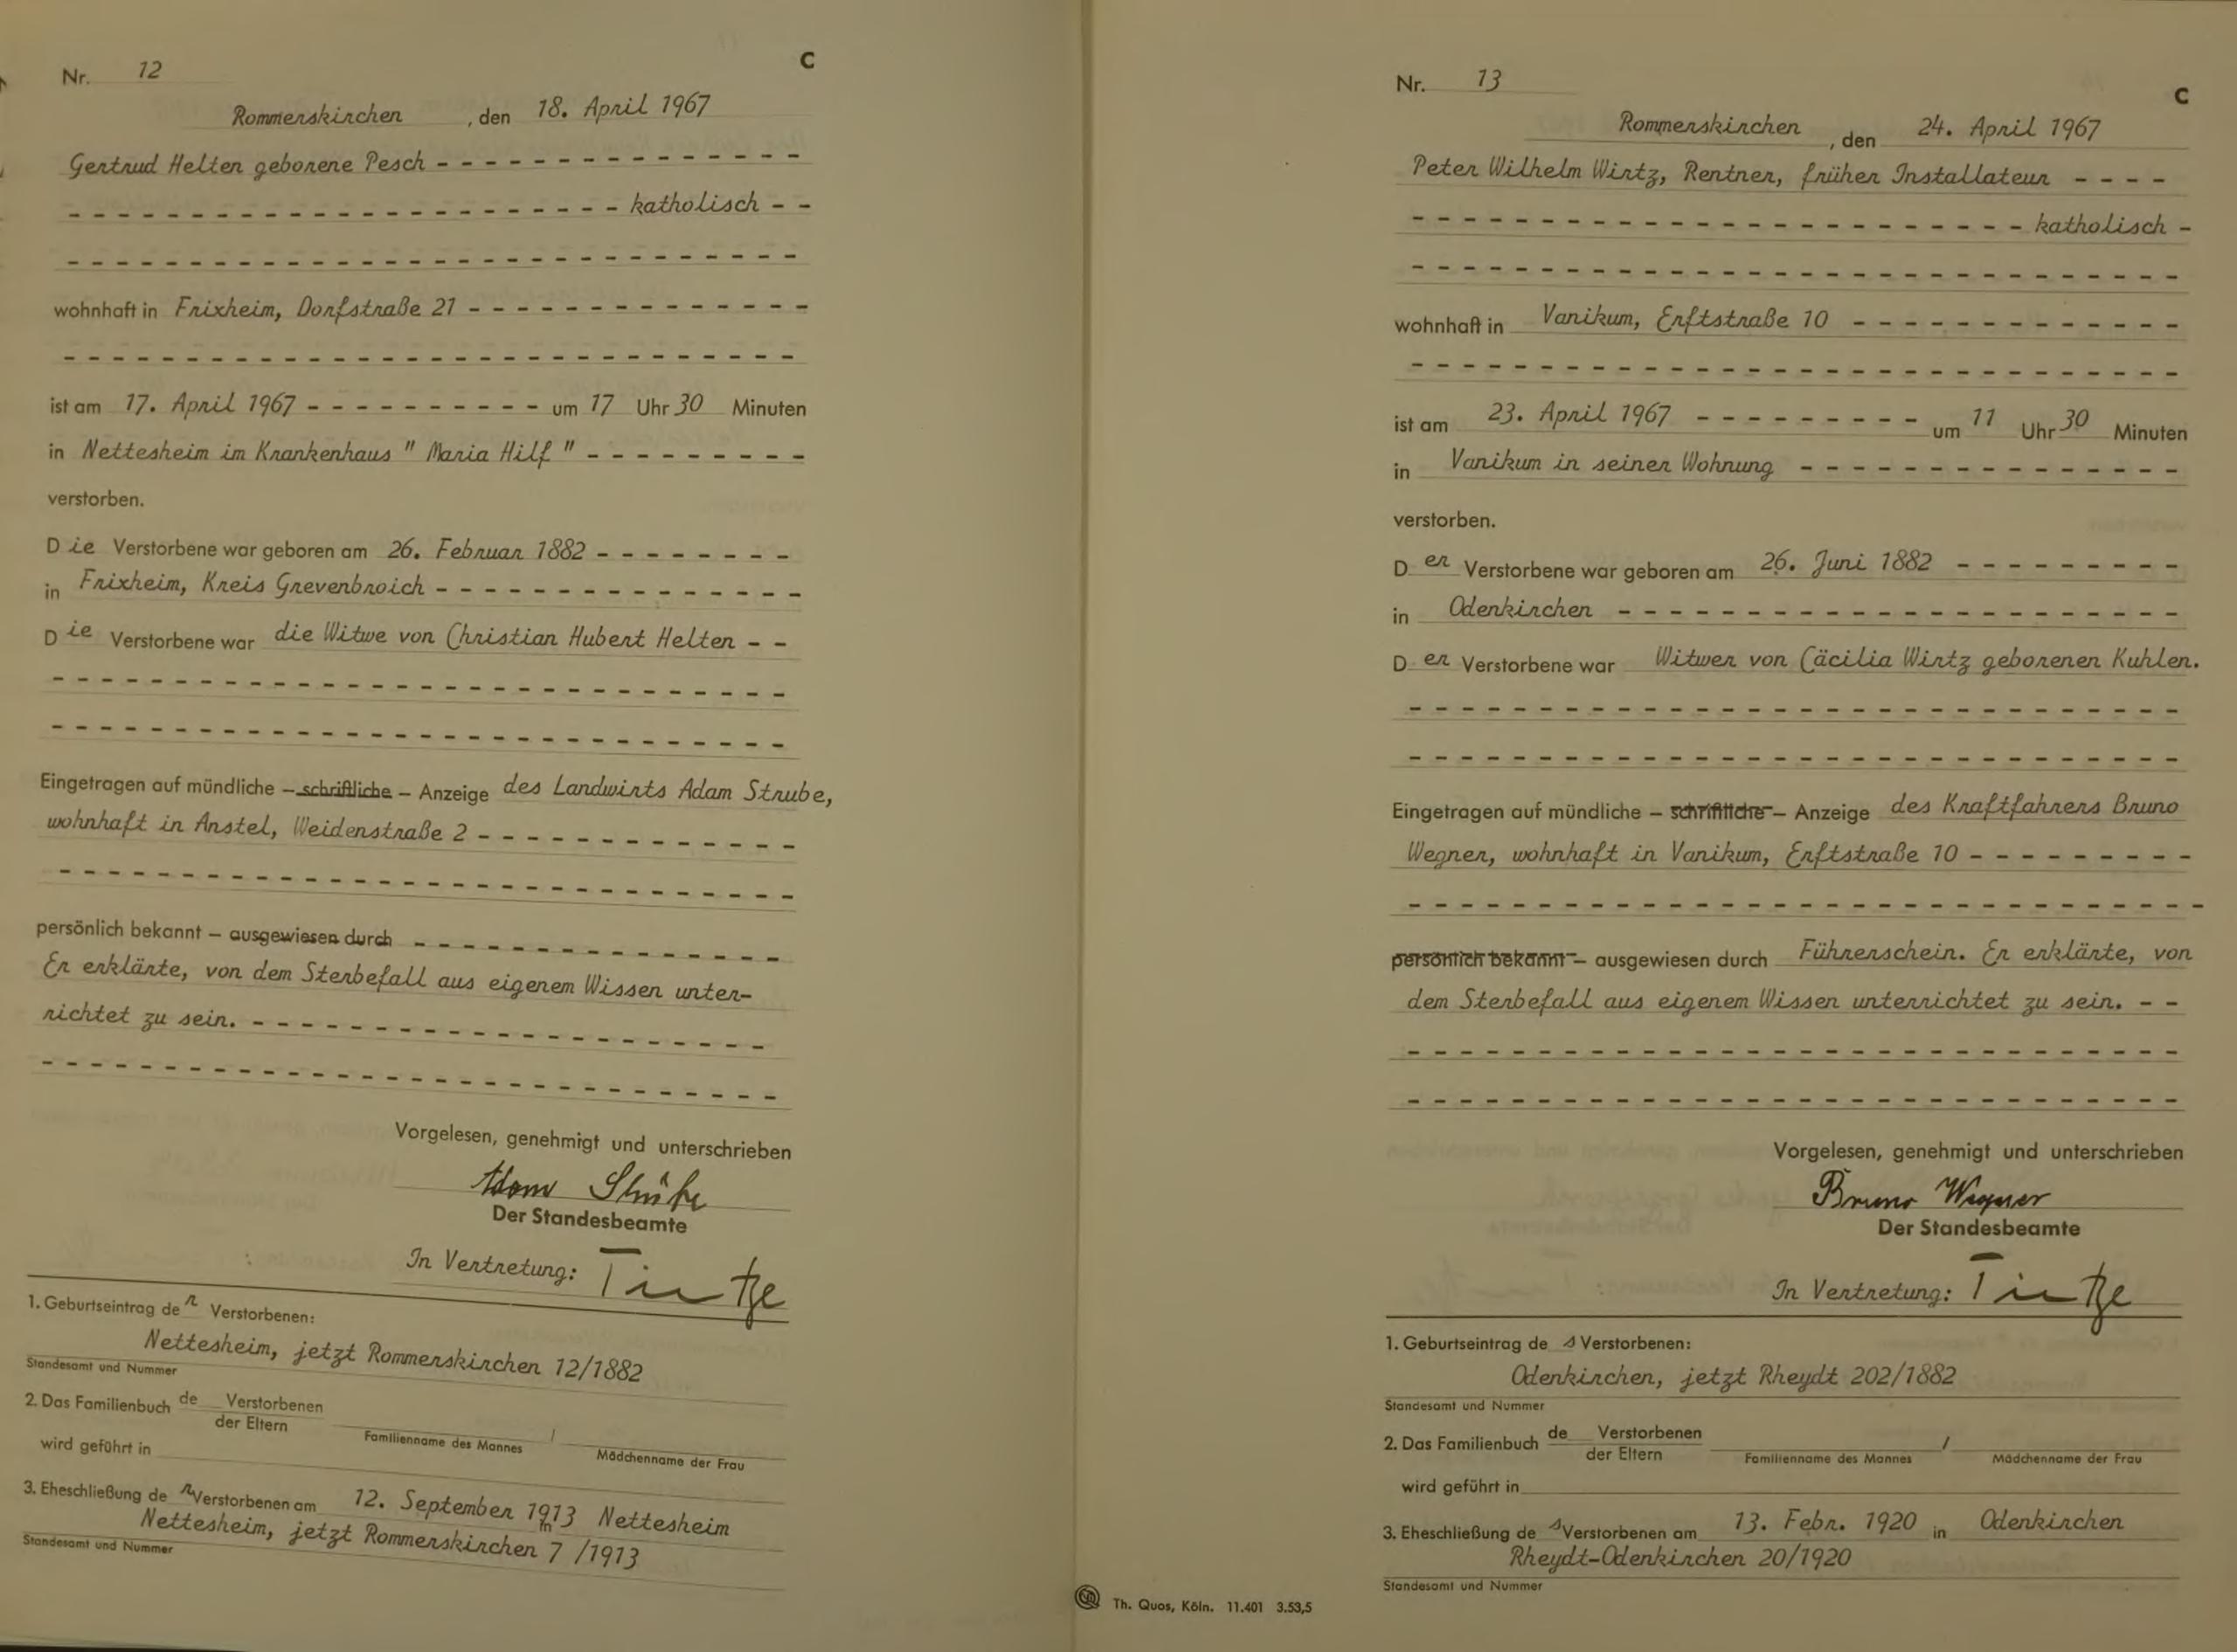 Nr. 12
C
Rommerskirchen, den 18. April 1967
Gertrud Helten geborene Pesch - - - - - - - - - - - - - - -
- - - - - - - - - - - - - - - - - - - - - - - katholisch - -
- - - - - - - - - - - - - - - - - - - - - - - - - - - - - -
wohnhaft in Frixheim, Dorfstraße 21 - - - - - - - - - - - - - -
- - - - - - - - - - - - - - - - - - - - - - - - - - - - - -
ist am 17. April 1967 - - - - - - - - - - um 17 Uhr 30 Minuten
in Nettesheim im Krankenhaus " Maria Hilf " - - - - - - - - -
verstorben.
Die Verstorbene war geboren am 26. Februar 1882 - - - - - - - -
in Frixheim, Kreis Grevenbroich - - - - - - - - - - - - - - -
Die Verstorbene war die Witwe von Christian Hubert Helten - -
- - - - - - - - - - - - - - - - - - - - - - - - - - - - - -
- - - - - - - - - - - - - - - - - - - - - - - - - - - - - -
Eingetragen auf mündliche – schriftliche – Anzeige des Landwirts Adam Strube,
wohnhaft in Anstel, Weidenstraße 2 - - - - - - - - - - - - - -
- - - - - - - - - - - - - - - - - - - - - - - - - - - - - -
persönlich bekannt – ausgewiesen durch - - - - - - - - - - - - - - -
Er erklärte, von dem Sterbefall aus eigenem Wissen unter-
richtet zu sein. - - - - - - - - - - - - - - - - - - - - - -
- - - - - - - - - - - - - - - - - - - - - - - - - - - - - -
Vorgelesen, genehmigt und unterschrieben
Adam Strube
Der Standesbeamte
In Vertretung: Tintze
1. Geburtseintrag der Verstorbenen:
Nettesheim, jetzt Rommerskirchen 12/1882
Standesamt und Nummer
2. Das Familienbuch de Verstorbenen
der Eltern
/
Familienname des Mannes Mädchenname der Frau
wird geführt in
3. Eheschließung der Verstorbenen am 12. September 1913 in Nettesheim
Nettesheim, jetzt Rommerskirchen 7 /1913
Standesamt und Nummer
Nr. 13
C
Rommerskirchen, den 24. April 1967
Peter Wilhelm Wirtz, Rentner, früher Installateur - - - -
- - - - - - - - - - - - - - - - - - - - - - - - katholisch -
- - - - - - - - - - - - - - - - - - - - - - - - - - - - - -
wohnhaft in Vanikum, Erftstraße 10 - - - - - - - - - - - - -
- - - - - - - - - - - - - - - - - - - - - - - - - - - - - -
ist am 23. April 1967 - - - - - - - - - um 11 Uhr 30 Minuten
in Vanikum in seiner Wohnung - - - - - - - - - - - - - - -
verstorben.
Der Verstorbene war geboren am 26. Juni 1882 - - - - - - - - -
in Odenkirchen - - - - - - - - - - - - - - - - - - - - - -
Der Verstorbene war Witwer von Cäcilia Wirtz geborenen Kuhlen.
- - - - - - - - - - - - - - - - - - - - - - - - - - - - - -
- - - - - - - - - - - - - - - - - - - - - - - - - - - - - -
Eingetragen auf mündliche – schriftliche – Anzeige des Kraftfahrers Bruno
Wegner, wohnhaft in Vanikum, Erftstraße 10 - - - - - - - - -
- - - - - - - - - - - - - - - - - - - - - - - - - - - - - -
persönlich bekannt – ausgewiesen durch Führerschein. Er erklärte, von
dem Sterbefall aus eigenem Wissen unterrichtet zu sein. - -
- - - - - - - - - - - - - - - - - - - - - - - - - - - - - -
- - - - - - - - - - - - - - - - - - - - - - - - - - - - - -
Vorgelesen, genehmigt und unterschrieben
Bruno Wegner
Der Standesbeamte
In Vertretung: Tintze
1. Geburtseintrag des Verstorbenen:
Odenkirchen, jetzt Rheydt 202/1882
Standesamt und Nummer
2. Das Familienbuch de Verstorbenen
der Eltern
/
Familienname des Mannes Mädchenname der Frau
wird geführt in
3. Eheschließung des Verstorbenen am 13. Febr. 1920 in Odenkirchen
Rheydt-Odenkirchen 20/1920
Standesamt und Nummer
Th. Quos, Köln. 11.401 3.53,5